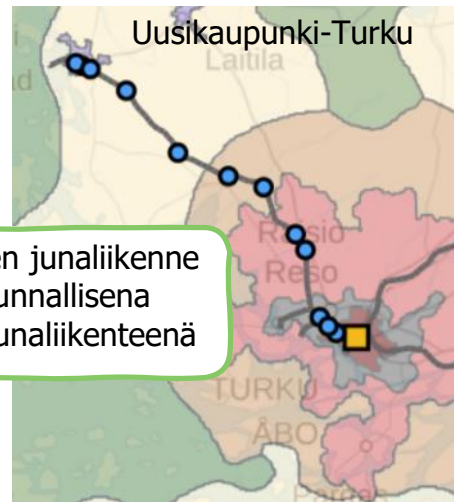 Uusikaupunki-Turku
Laitila
Raisio
Reso
en junaliikenne
unnallisena
unaliikenteenä
TURKU
ÅBO